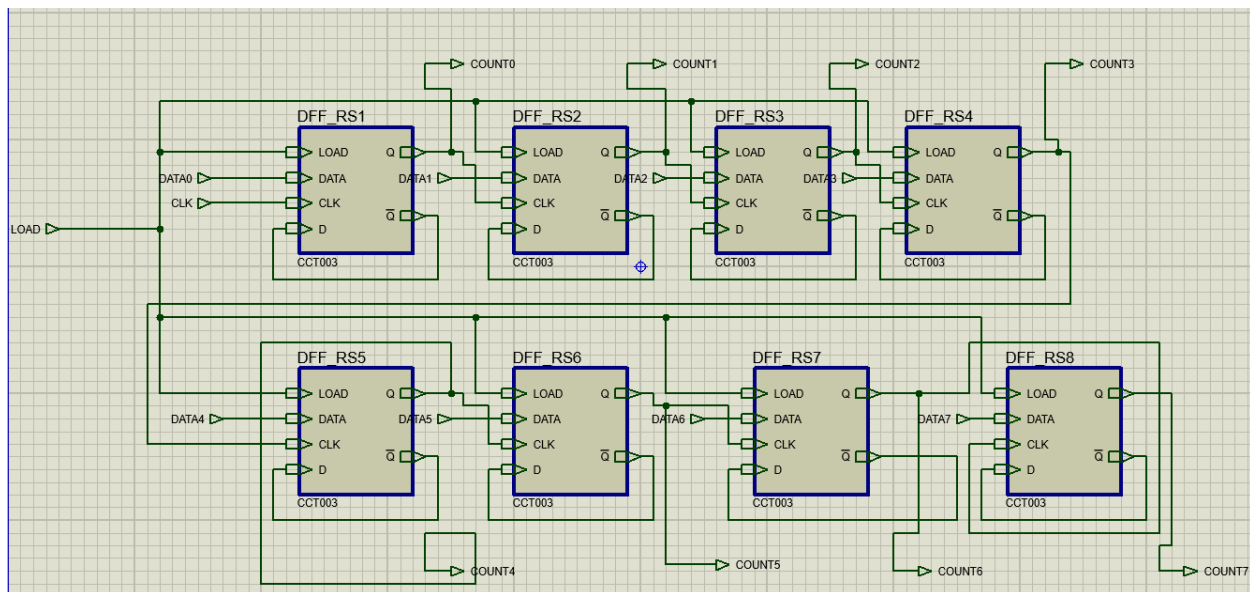 COUNT0
COUNT1
COUNT2
COUNT3
DFF_RS1
DFF_RS2
DFF_RS3
DFF_RS4
LOAD
Q
LOAD
Q
LOAD
Q
LOAD
Q
DATA0
DATA
DATA1
DATA
DATA2
DATA
DATA3
DATA
CLK
CLK
CLK
CLK
CLK
Q
Q
Q
Q
LOAD
D
D
D
D
CCT003
CCT003
CCT003
CCT003
DFF_RS5
DFF_RS6
DFF_RS7
DFF_RS8
LOAD
Q
LOAD
Q
LOAD
Q
LOAD
Q
DATA4
DATA
DATA5
DATA
DATA6
DATA
DATA7
DATA
CLK
CLK
CLK
CLK
Q
Q
Q
Q
D
D
D
D
CCT003
CCT003
CCT003
CCT003
COUNT4
COUNT5
COUNT6
COUNT7